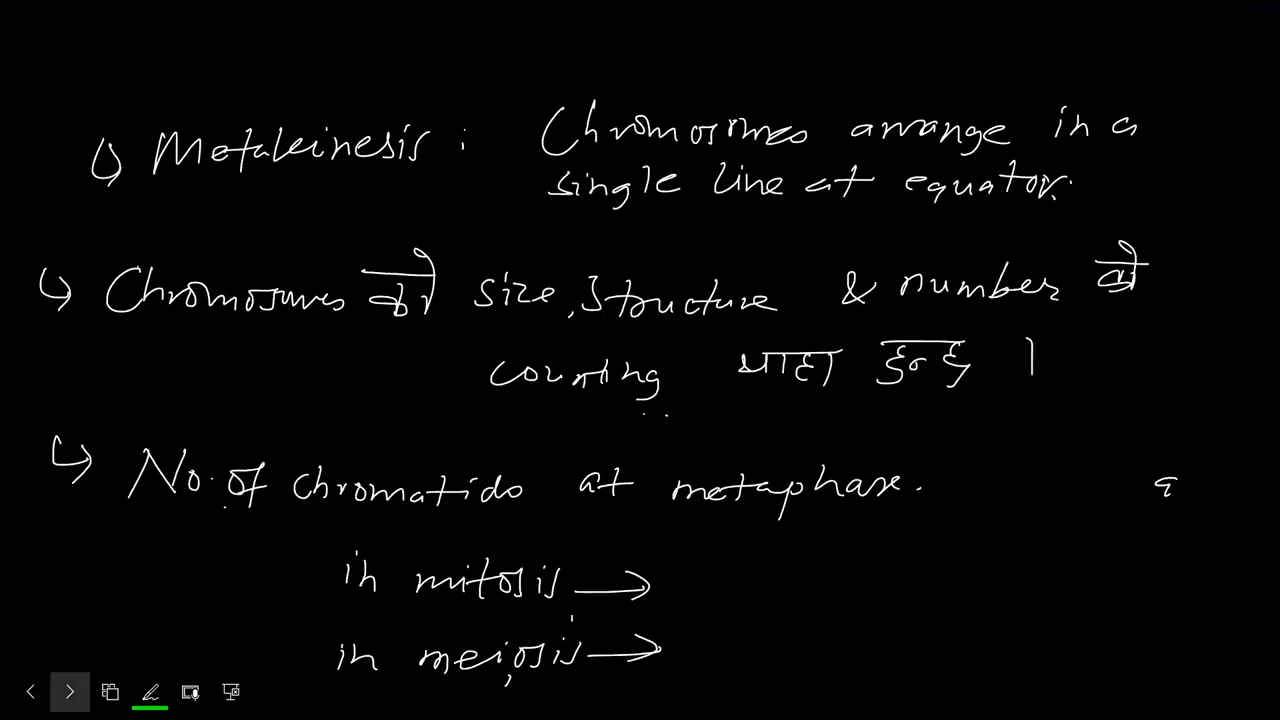 ↳ Metakinesis : Chromosomes arrange in a
single line at equator.
↳ Chromosomes को size, structure & number को
counting यहाँ हुन्छ ।
↳ No. of chromatids at metaphase.
in mitosis →
in meiosis →